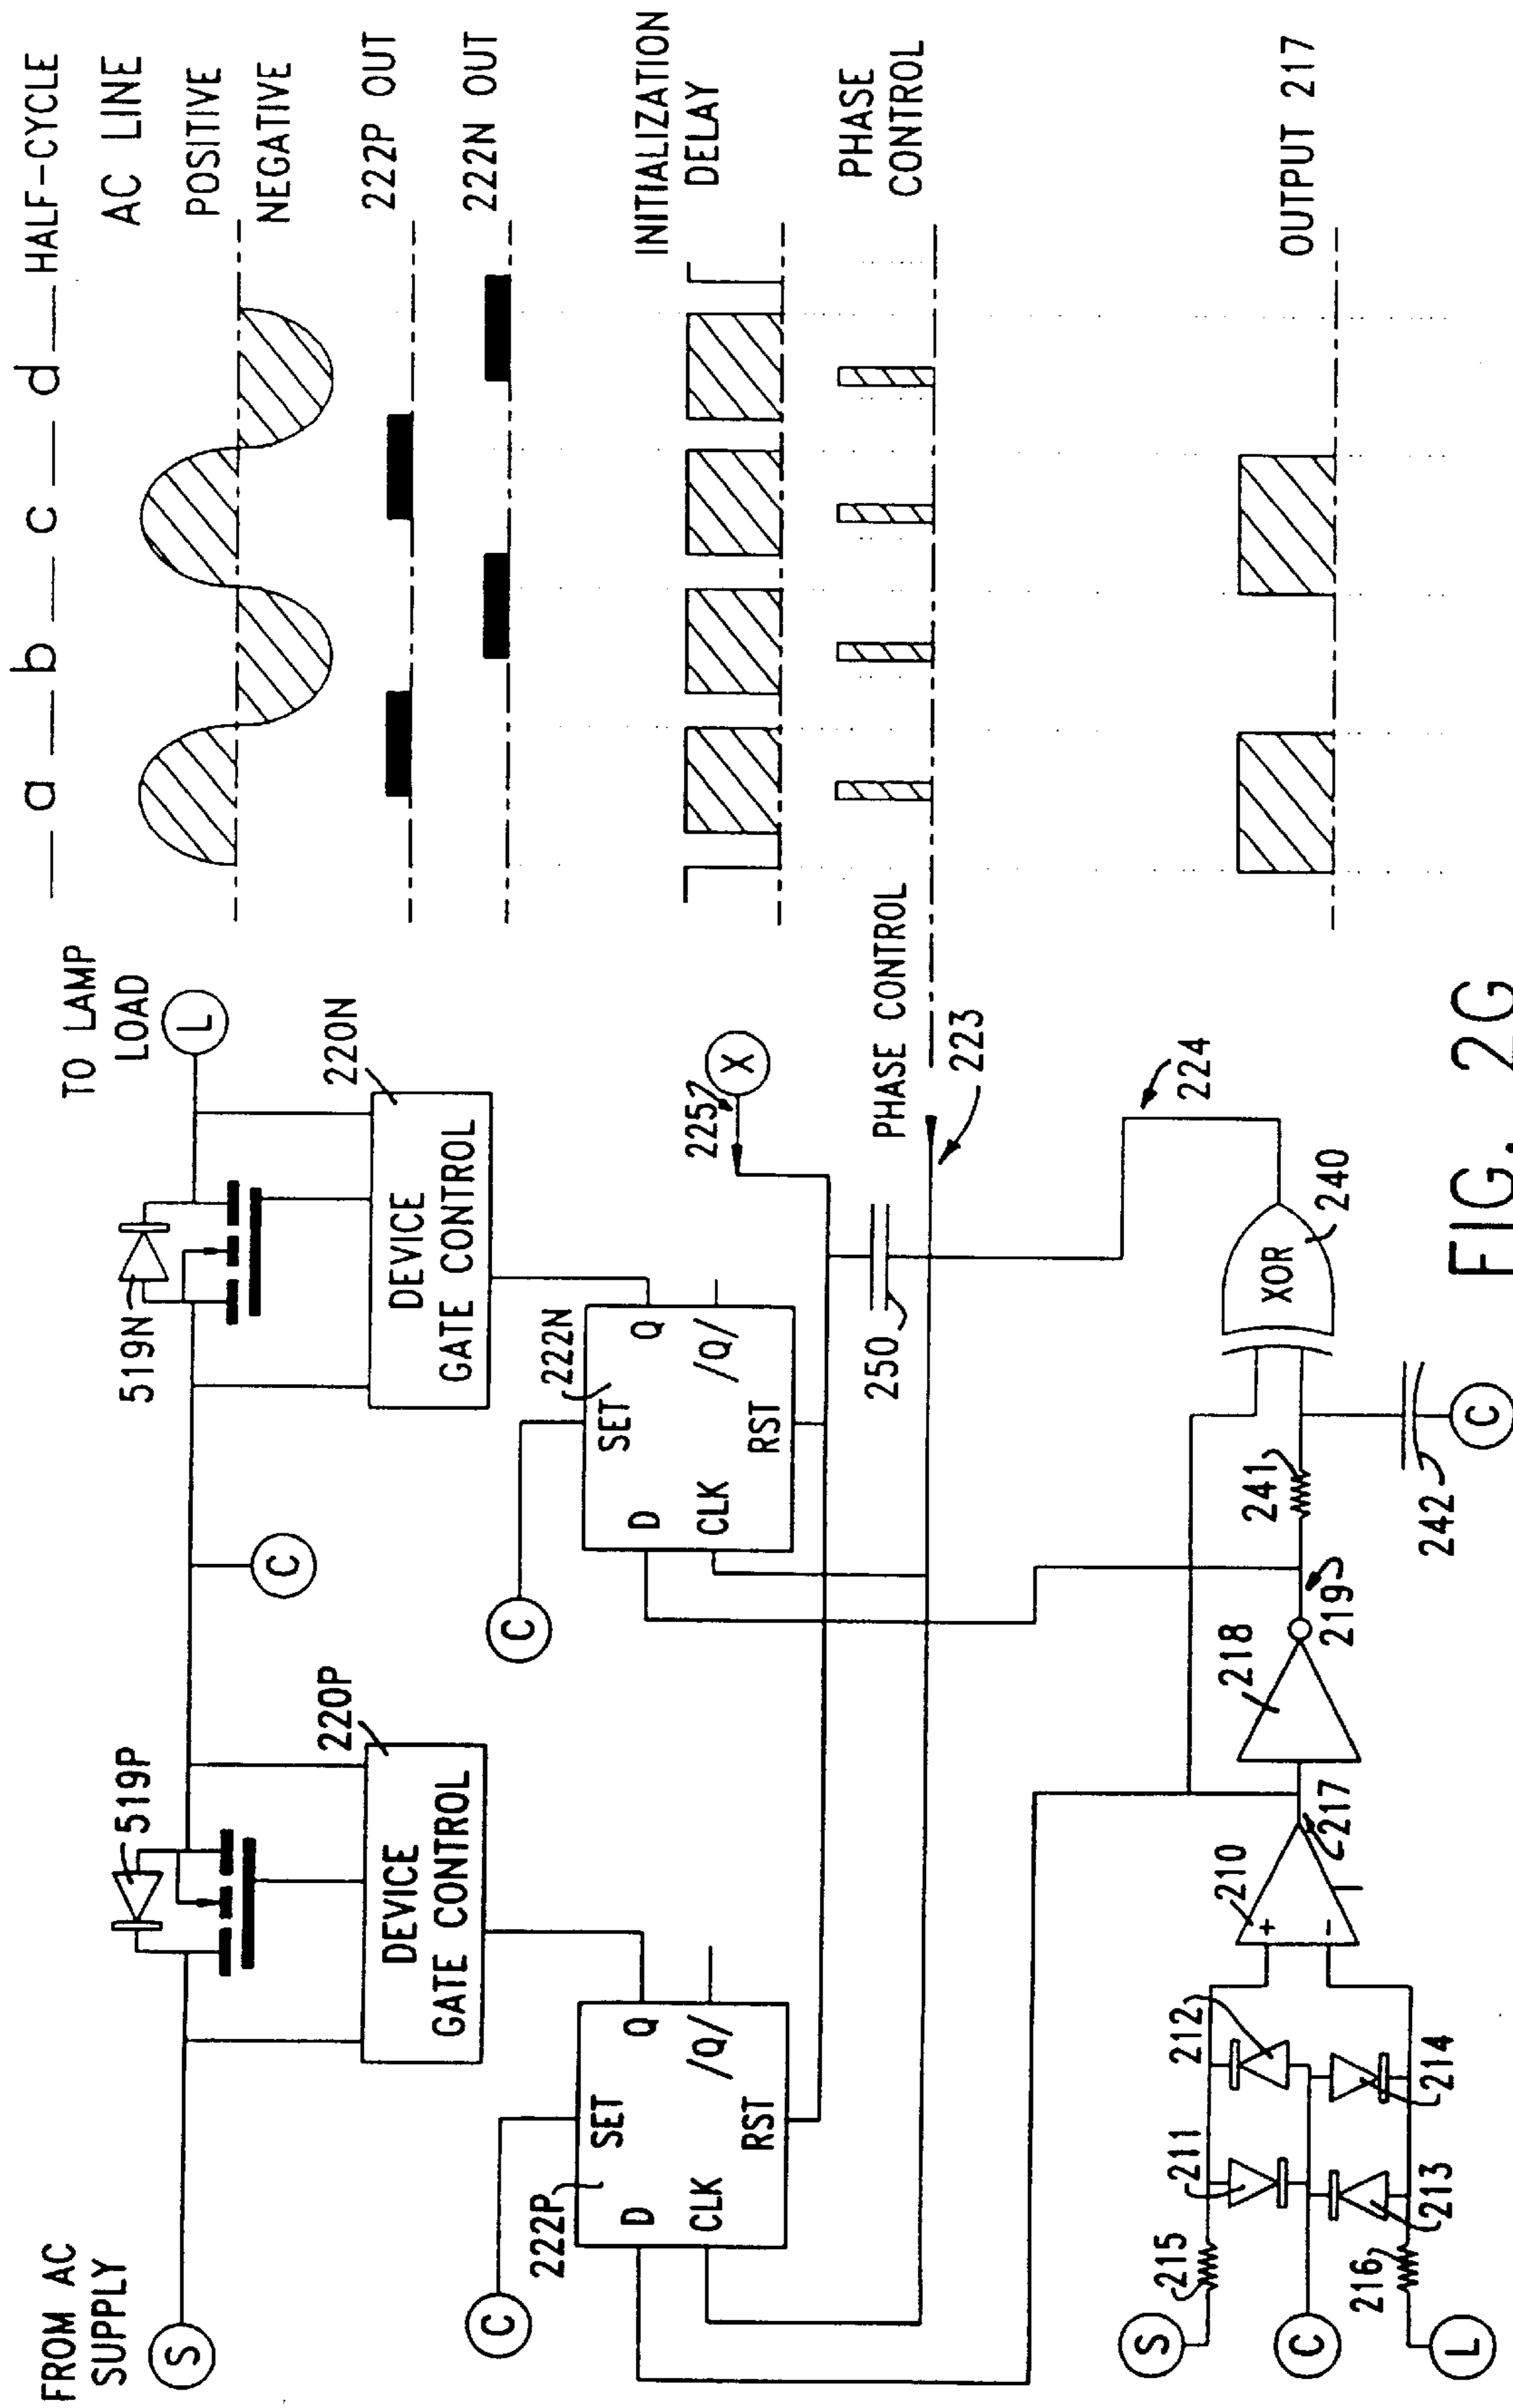 FROM AC
SUPPLY
S
519P
C
519N
TO LAMP
LOAD
L
220P
DEVICE
GATE CONTROL
220N
DEVICE
GATE CONTROL
C
222P
SET
D
Q
CLK
/Q/
RST
C
222N
SET
D
Q
CLK
/Q/
RST
225
X
250
PHASE CONTROL
223
224
S
215
211
212
C
216
213
214
L
210
+
-
217
218
219
241
242
C
XOR
240
a
b
c
d
HALF-CYCLE
AC LINE
POSITIVE
NEGATIVE
222P OUT
222N OUT
INITIALIZATION
DELAY
PHASE
CONTROL
OUTPUT 217
FIG. 2G